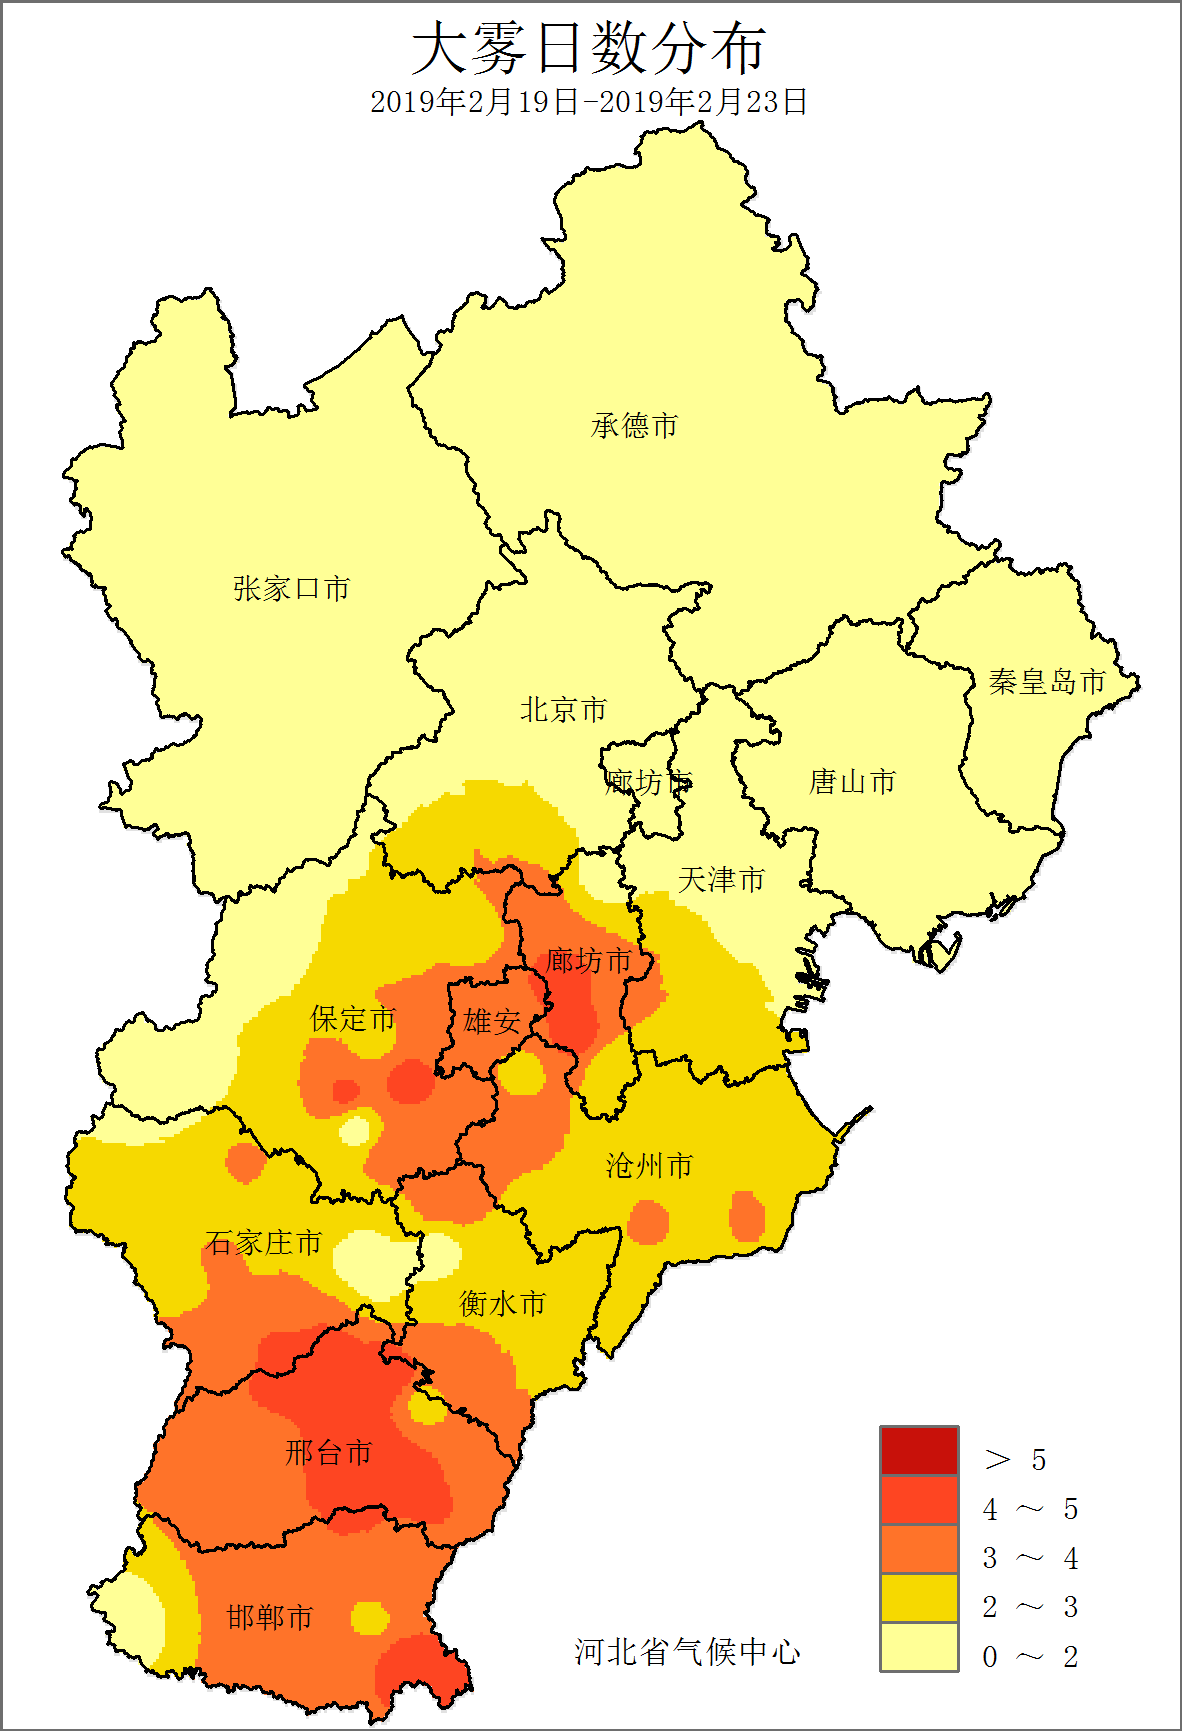 大雾日数分布
2019年2月19日-2019年2月23日
承德市
张家口市
秦皇岛市
北京市
廊坊市
唐山市
天津市
廊坊市
保定市
雄安
沧州市
石家庄市
衡水市
邢台市
邯郸市
> 5
4 ～ 5
3 ～ 4
2 ～ 3
0 ～ 2
河北省气候中心